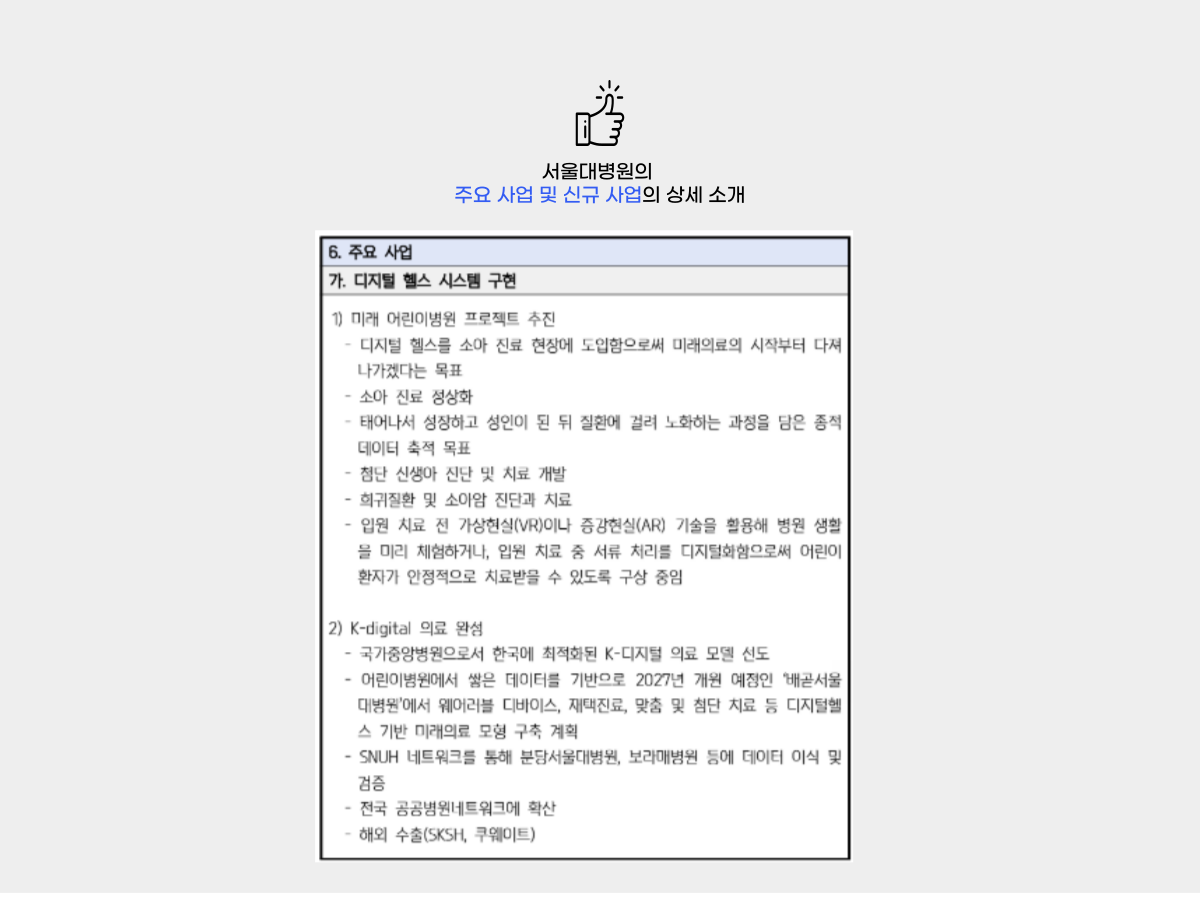 서울대병원의
주요 사업 및 신규 사업의 상세 소개
6. 주요 사업
가. 디지털 헬스 시스템 구현
1) 미래 어린이병원 프로젝트 추진
- 디지털 헬스를 소아 진료 현장에 도입함으로써 미래의료의 시작부터 다져
나가겠다는 목표
- 소아 진료 정상화
- 태어나서 성장하고 성인이 된 뒤 질환에 걸려 노화하는 과정을 담은 종적
데이터 축적 목표
- 첨단 신생아 진단 및 치료 개발
- 희귀질환 및 소아암 진단과 치료
- 입원 치료 전 가상현실(VR)이나 증강현실(AR) 기술을 활용해 병원 생활
을 미리 체험하거나, 입원 치료 중 서류 처리를 디지털화함으로써 어린이
환자가 안정적으로 치료받을 수 있도록 구상 중임
2) K-digital 의료 완성
- 국가중앙병원으로서 한국에 최적화된 K-디지털 의료 모델 선도
- 어린이병원에서 쌓은 데이터를 기반으로 2027년 개원 예정인 '배곧서울
대병원'에서 웨어러블 디바이스, 재택진료, 맞춤 및 첨단 치료 등 디지털헬
스 기반 미래의료 모형 구축 계획
- SNUH 네트워크를 통해 분당서울대병원, 보라매병원 등에 데이터 이식 및
검증
- 전국 공공병원네트워크에 확산
- 해외 수출(SKSH, 쿠웨이트)